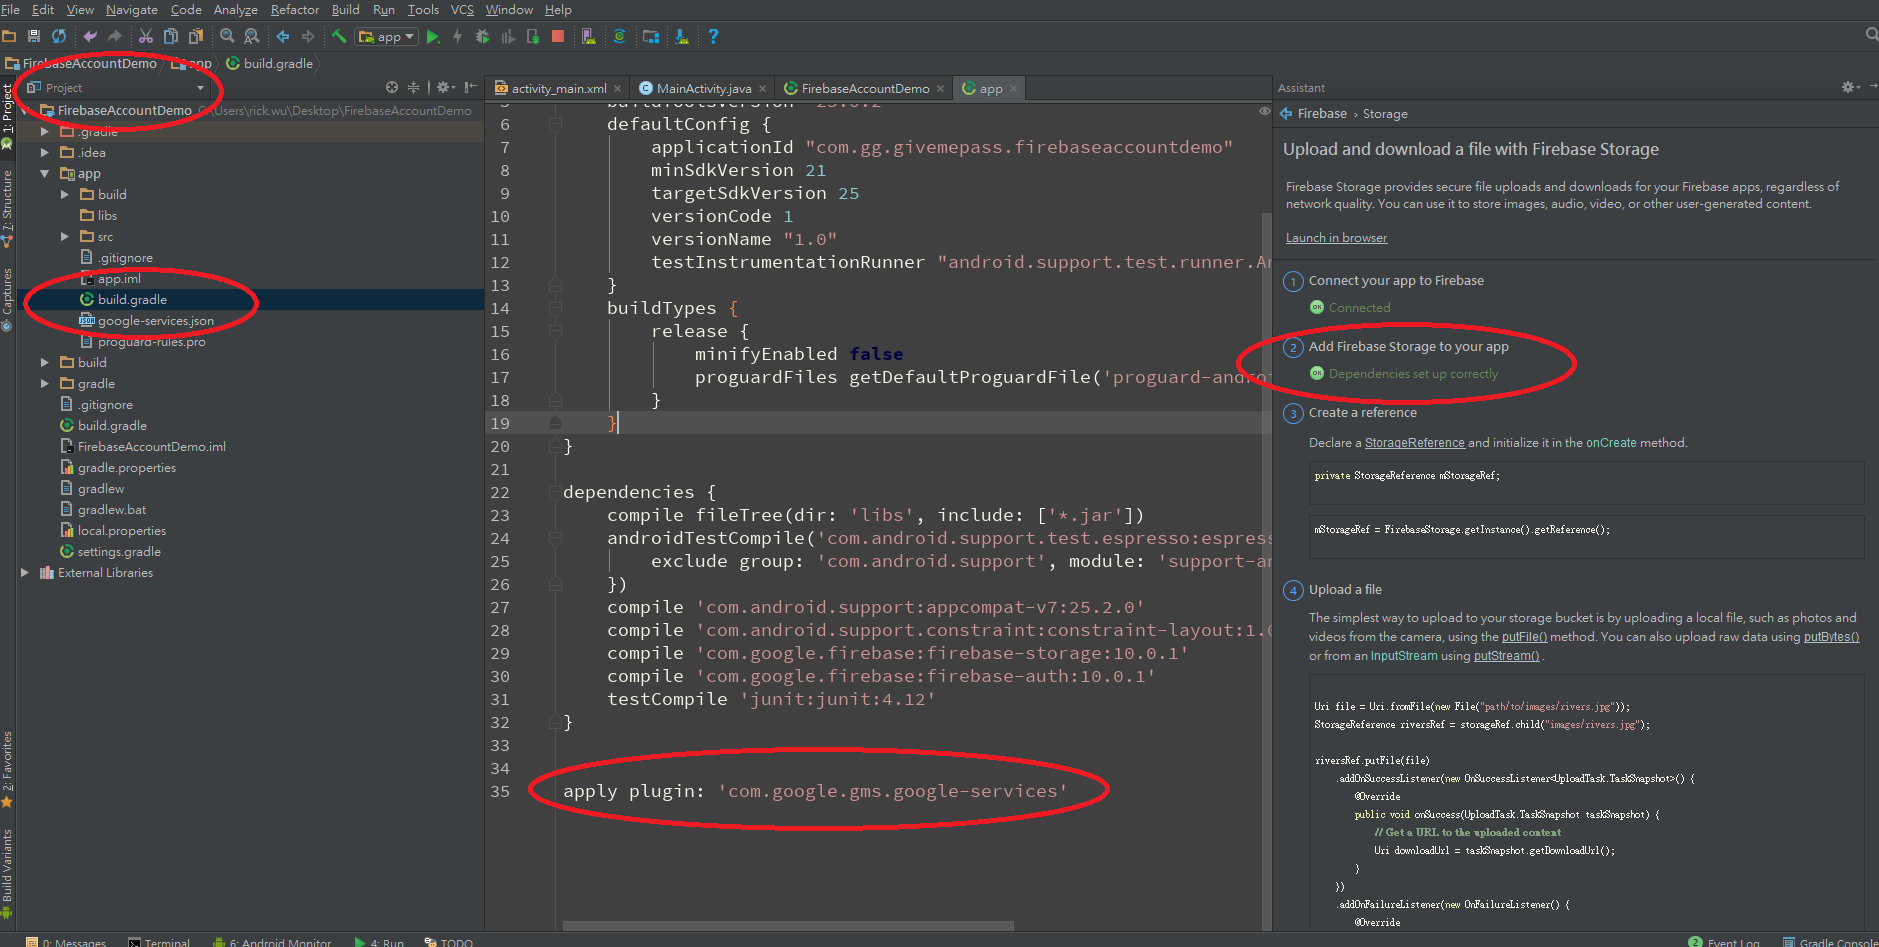 File Edit View Navigate Code Analyze Refactor Build Run Tools VCS Window Help
app
FirebaseAccountDemo app build.gradle
1: Project
7: Structure
Captures
2: Favorites
Build Variants
Project
FirebaseAccountDemo C:\Users\rick.wu\Desktop\FirebaseAccountDemo
.gradle
.idea
app
build
libs
src
.gitignore
app.iml
build.gradle
google-services.json
proguard-rules.pro
build
gradle
.gitignore
build.gradle
FirebaseAccountDemo.iml
gradle.properties
gradlew
gradlew.bat
local.properties
settings.gradle
External Libraries
activity_main.xml MainActivity.java FirebaseAccountDemo app
6 defaultConfig {
7 applicationId "com.gg.givemepass.firebaseaccountdemo"
8 minSdkVersion 21
9 targetSdkVersion 25
10 versionCode 1
11 versionName "1.0"
12 testInstrumentationRunner "android.support.test.runner.An
13 }
14 buildTypes {
15 release {
16 minifyEnabled false
17 proguardFiles getDefaultProguardFile('proguard-androi
18 }
19 }
20 }
21
22 dependencies {
23 compile fileTree(dir: 'libs', include: ['*.jar'])
24 androidTestCompile('com.android.support.test.espresso:espress
25 exclude group: 'com.android.support', module: 'support-an
26 })
27 compile 'com.android.support:appcompat-v7:25.2.0'
28 compile 'com.android.support.constraint:constraint-layout:1.0
29 compile 'com.google.firebase:firebase-storage:10.0.1'
30 compile 'com.google.firebase:firebase-auth:10.0.1'
31 testCompile 'junit:junit:4.12'
32 }
33
34
35 apply plugin: 'com.google.gms.google-services'
Assistant
Firebase › Storage
Upload and download a file with Firebase Storage
Firebase Storage provides secure file uploads and downloads for your Firebase apps, regardless of
network quality. You can use it to store images, audio, video, or other user-generated content.
Launch in browser
1 Connect your app to Firebase
OK Connected
2 Add Firebase Storage to your app
OK Dependencies set up correctly
3 Create a reference
Declare a StorageReference and initialize it in the onCreate method.
private StorageReference mStorageRef;
mStorageRef = FirebaseStorage.getInstance().getReference();
4 Upload a file
The simplest way to upload to your storage bucket is by uploading a local file, such as photos and
videos from the camera, using the putFile() method. You can also upload raw data using putBytes()
or from an InputStream using putStream() .
Uri file = Uri.fromFile(new File("path/to/images/rivers.jpg"));
StorageReference riversRef = storageRef.child("images/rivers.jpg");
riversRef.putFile(file)
.addOnSuccessListener(new OnSuccessListener<UploadTask.TaskSnapshot>() {
@Override
public void onSuccess(UploadTask.TaskSnapshot taskSnapshot) {
// Get a URL to the uploaded content
Uri downloadUrl = taskSnapshot.getDownloadUrl();
}
})
.addOnFailureListener(new OnFailureListener() {
@Override
0: Messages Terminal 6: Android Monitor 4: Run TODO 2 Event Log Gradle Console